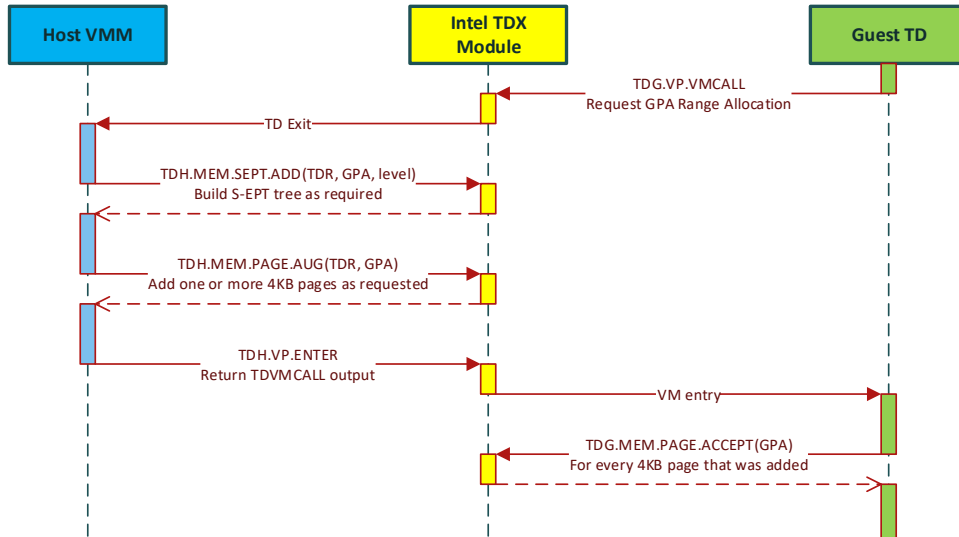 Host VMM
Intel TDX
Module
Guest TD
TDG.VP.VMCALL
Request GPA Range Allocation
TD Exit
TDH.MEM.SEPT.ADD(TDR, GPA, level)
Build S-EPT tree as required
TDH.MEM.PAGE.AUG(TDR, GPA)
Add one or more 4KB pages as requested
TDH.VP.ENTER
Return TDVMCALL output
VM entry
TDG.MEM.PAGE.ACCEPT(GPA)
For every 4KB page that was added